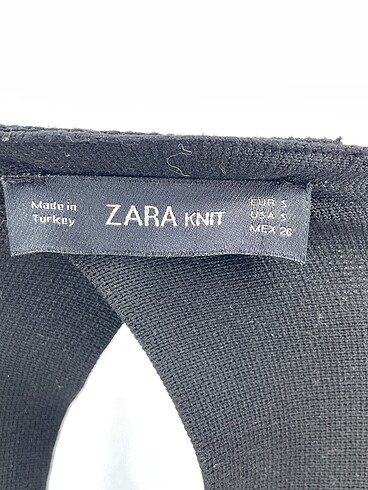 Made in
Turkey
ZARA KNIT
EUR S
USA S
MEX 26